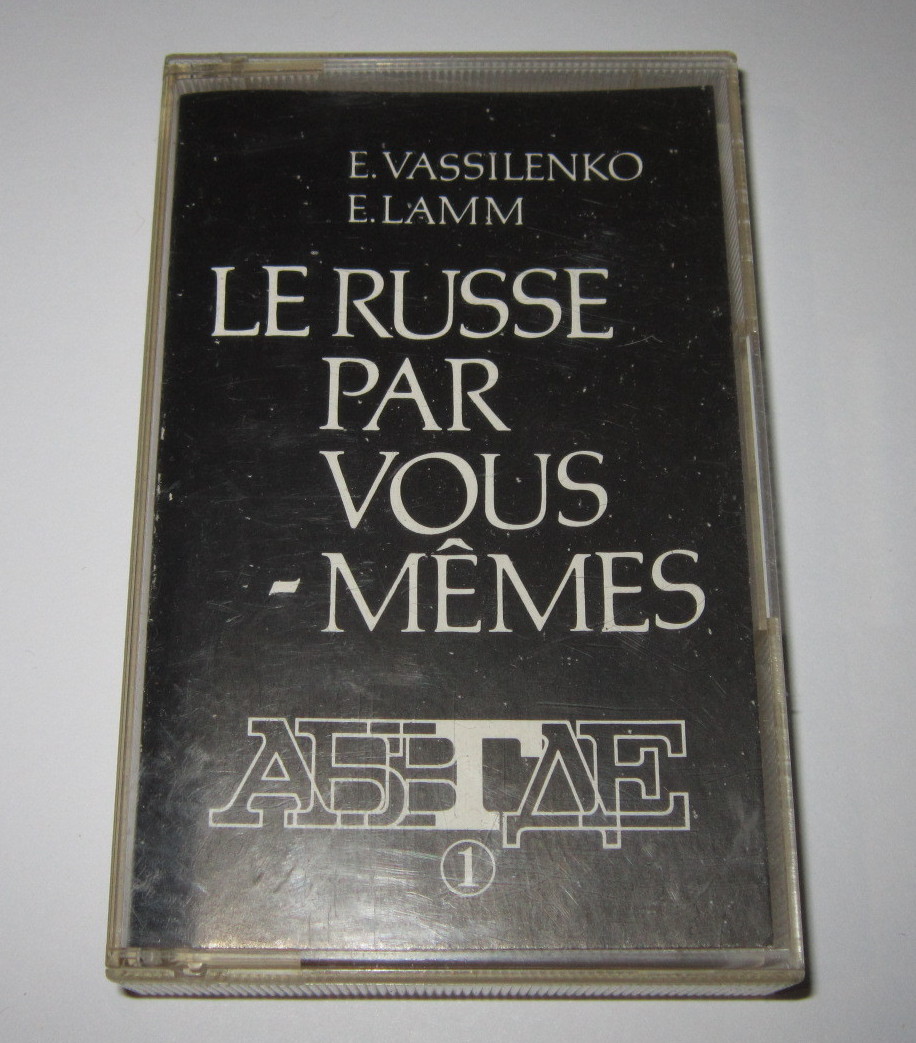 E. VASSILENKO
E. LAMM
LE RUSSE
PAR
VOUS
-MÊMES
АБВГДЕ
1